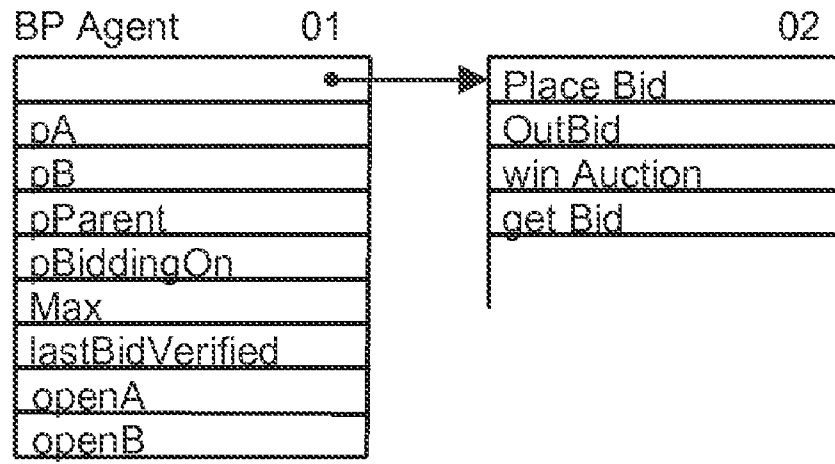 BP Agent 01
02
Place Bid
OutBid
win Auction
get Bid
pA
pB
pParent
pBiddingOn
Max
lastBidVerified
openA
openB